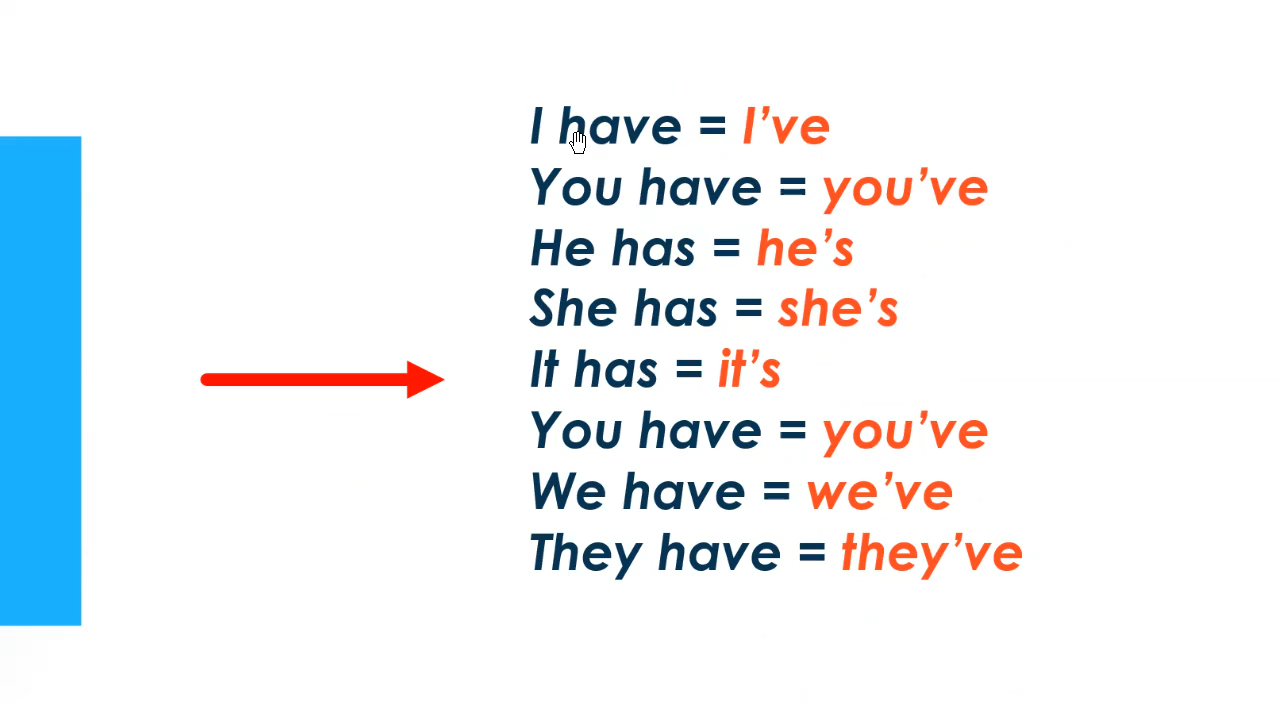 I have = I’ve
You have = you’ve
He has = he’s
She has = she’s
It has = it’s
You have = you’ve
We have = we’ve
They have = they’ve